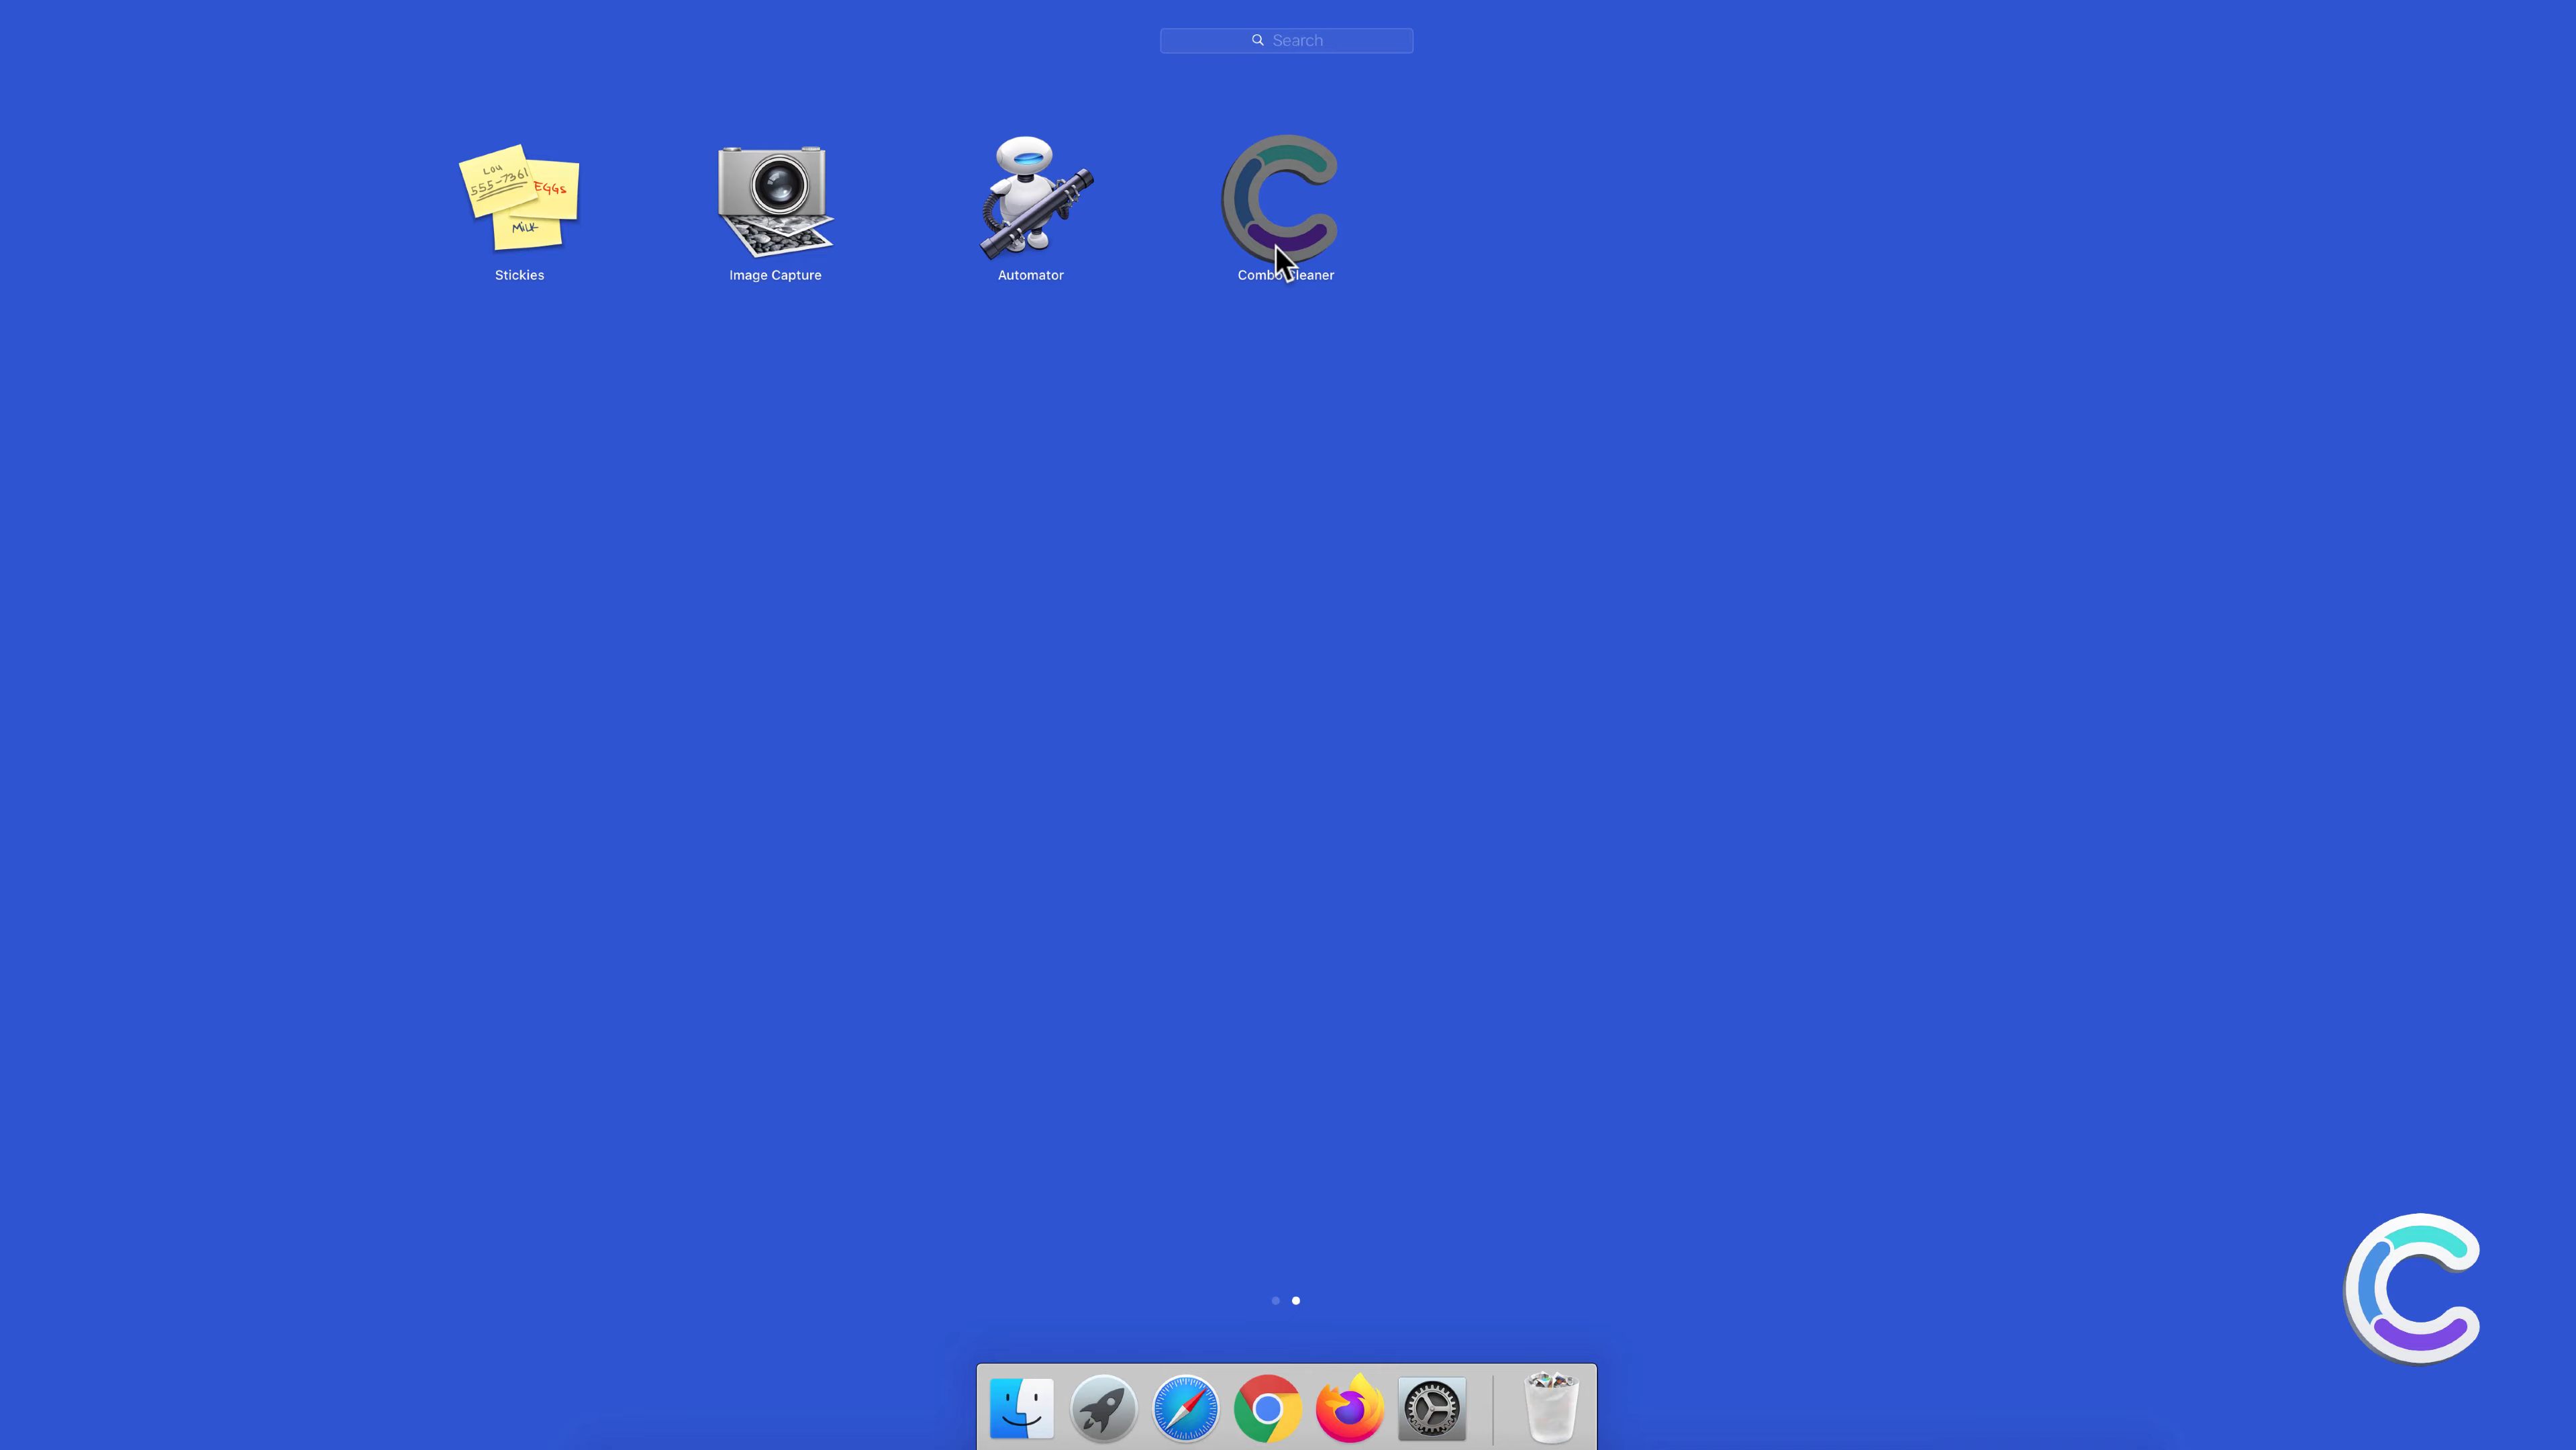 Search
Lou
555-7361
EGGs
MiLK
Stickies
Image Capture
Automator
Combo Cleaner